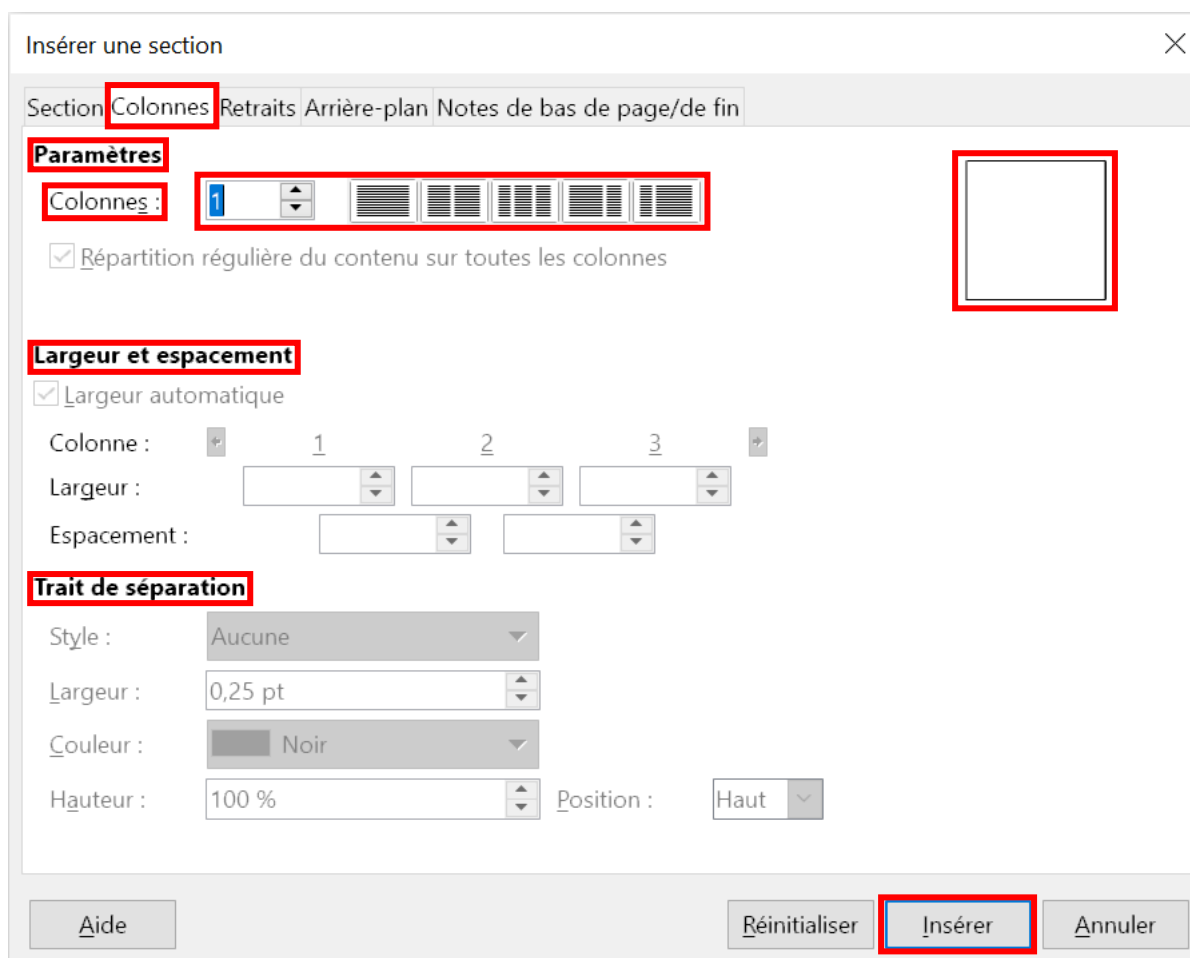 Insérer une section
Section Colonnes Retraits Arrière-plan Notes de bas de page/de fin
Paramètres
Colonnes : 1
Répartition régulière du contenu sur toutes les colonnes
Largeur et espacement
Largeur automatique
Colonne : 1 2 3
Largeur :
Espacement :
Trait de séparation
Style : Aucune
Largeur : 0,25 pt
Couleur : Noir
Hauteur : 100 % Position : Haut
Aide Réinitialiser Insérer Annuler